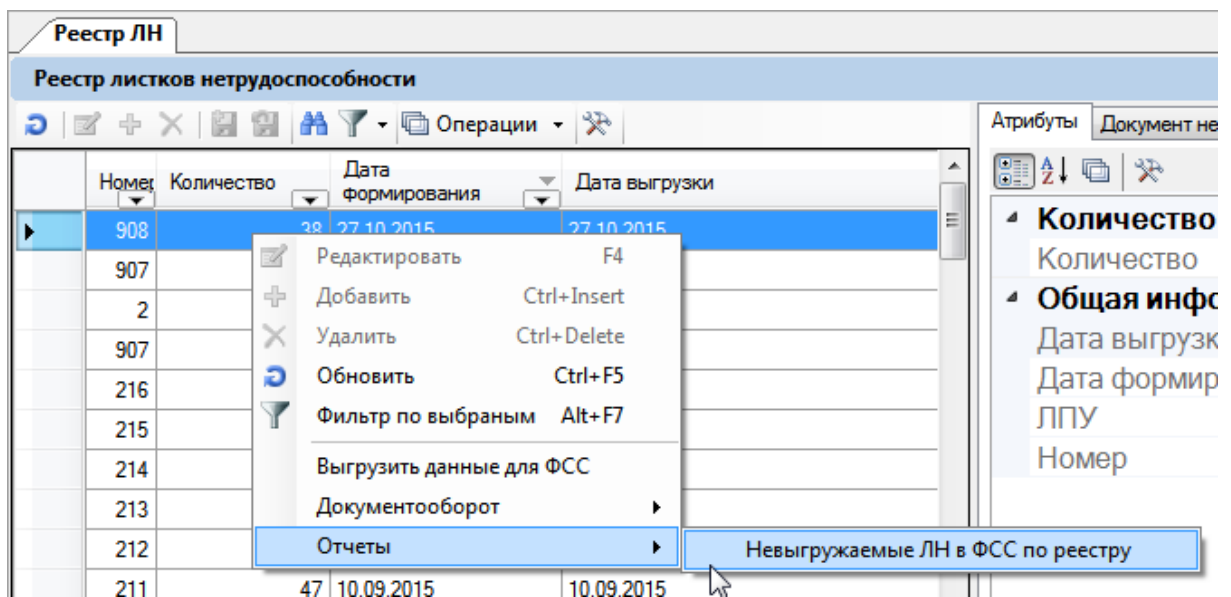 Реестр ЛН
Реестр листков нетрудоспособности
Операции
Атрибуты
Документ не
Номер Количество Дата формирования Дата выгрузки
908 38 27.10.2015 27.10.2015
907
2
907
216
215
214
213
212
211 47 10.09.2015 10.09.2015
Редактировать F4
Добавить Ctrl+Insert
Удалить Ctrl+Delete
Обновить Ctrl+F5
Фильтр по выбраным Alt+F7
Выгрузить данные для ФСС
Документооборот
Отчеты
Невыгружаемые ЛН в ФСС по реестру
Количество
Количество
Общая инфо
Дата выгрузк
Дата формир
ЛПУ
Номер